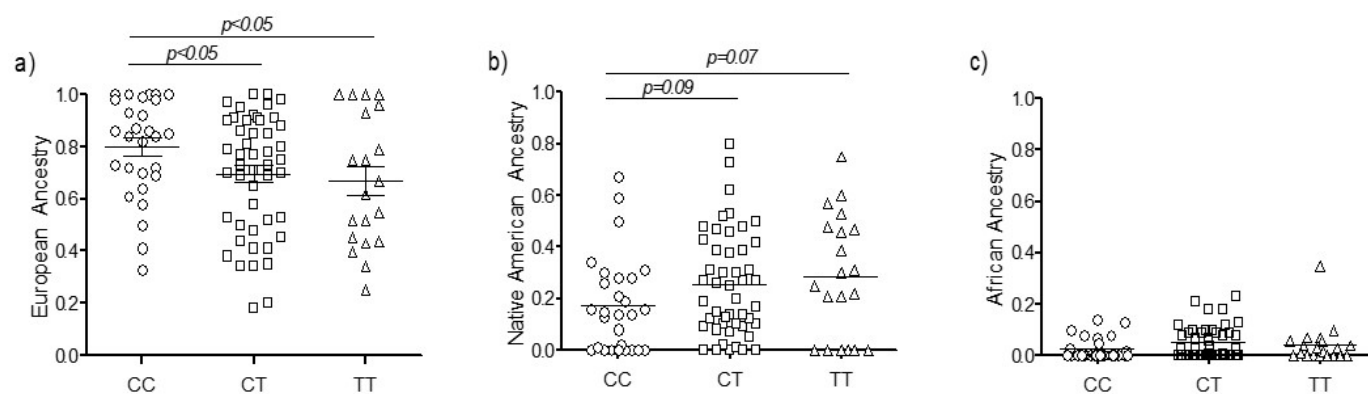 a)
p<0.05
p<0.05
European Ancestry
1.0
0.8
0.6
0.4
0.2
0.0
CC CT TT
b)
p=0.07
p=0.09
Native American Ancestry
1.0
0.8
0.6
0.4
0.2
0.0
CC CT TT
c)
African Ancestry
1.0
0.8
0.6
0.4
0.2
0.0
CC CT TT